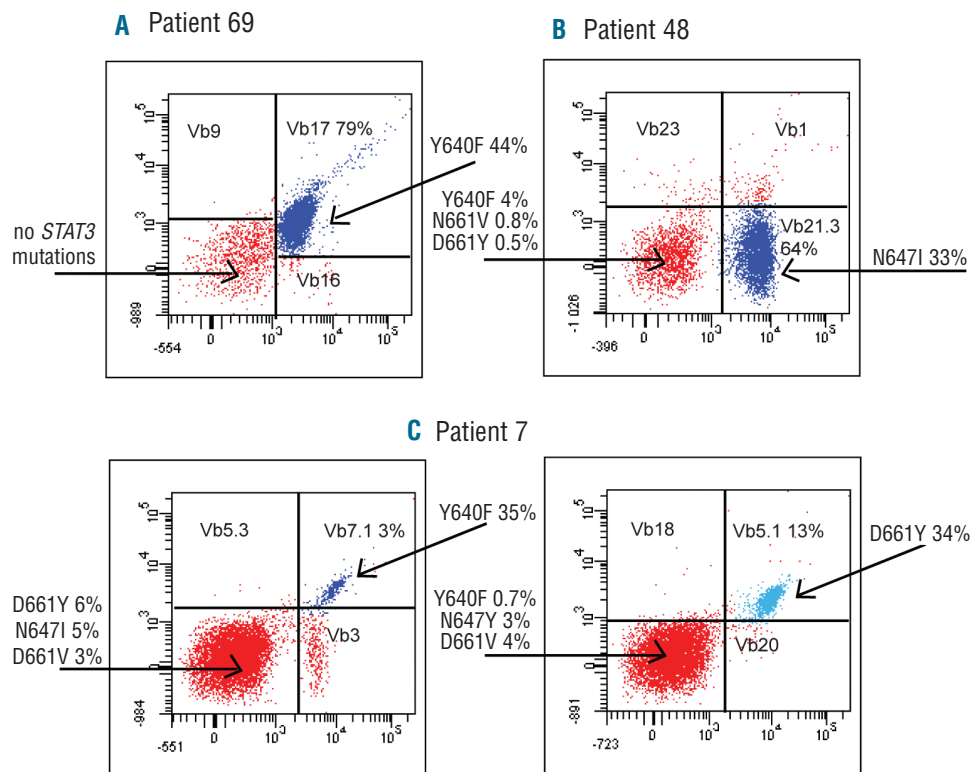 A Patient 69
Vb9
Vb17 79%
Vb16
Y640F 44%
no STAT3
mutations
10⁵
10⁴
10³
0
-989
-554
0
10³
10⁴
10⁵
B Patient 48
Vb23
Vb1
Vb21.3
64%
Y640F 4%
N661V 0.8%
D661Y 0.5%
N647I 33%
10⁵
10⁴
10³
0
-1 026
-396
0
10³
10⁴
10⁵
C Patient 7
Vb5.3
Vb7.1 3%
Vb3
Y640F 35%
D661Y 6%
N647I 5%
D661V 3%
10⁵
10⁴
10³
0
-984
-551
0
10³
10⁴
10⁵
Vb18
Vb5.1 13%
Vb20
D661Y 34%
Y640F 0.7%
N647Y 3%
D661V 4%
10⁵
10⁴
10³
0
-891
-723
0
10³
10⁴
10⁵